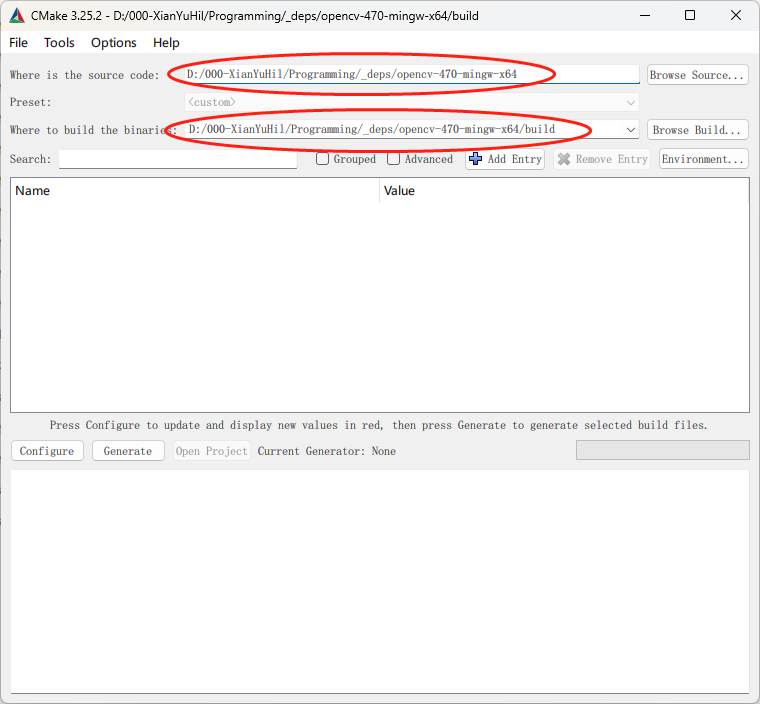 CMake 3.25.2 - D:/000-XianYuHil/Programming/_deps/opencv-470-mingw-x64/build
File Tools Options Help
Where is the source code: D:/000-XianYuHil/Programming/_deps/opencv-470-mingw-x64 Browse Source...
Preset: <custom>
Where to build the binaries: D:/000-XianYuHil/Programming/_deps/opencv-470-mingw-x64/build Browse Build...
Search: Grouped Advanced Add Entry Remove Entry Environment...
Name Value
Press Configure to update and display new values in red, then press Generate to generate selected build files.
Configure Generate Open Project Current Generator: None